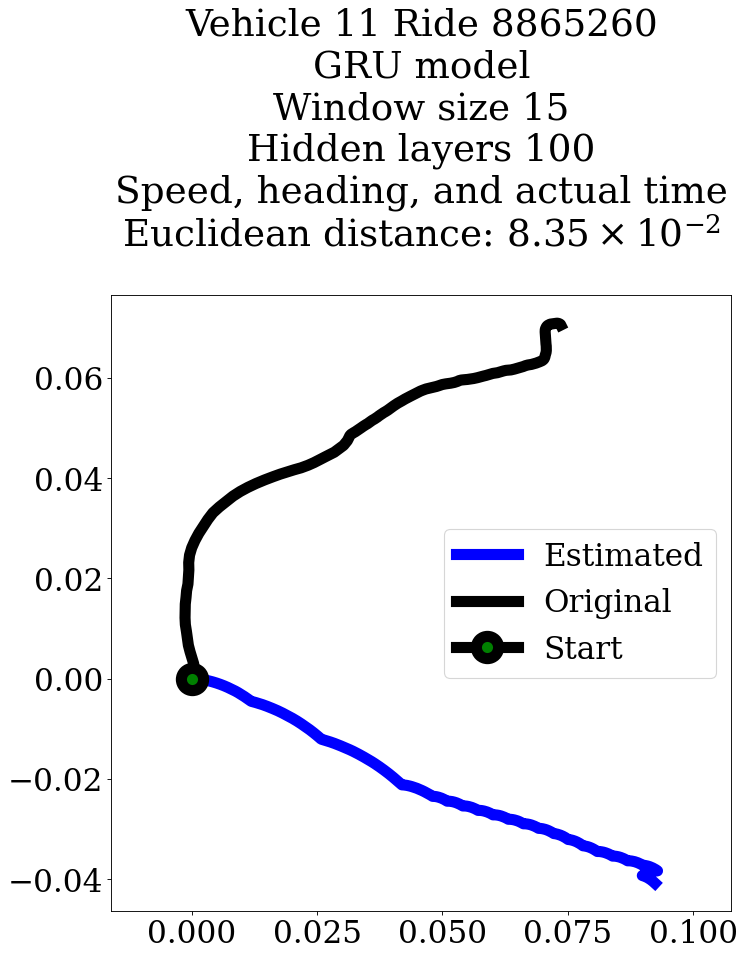 Vehicle 11 Ride 8865260
GRU model
Window size 15
Hidden layers 100
Speed, heading, and actual time
Euclidean distance: 8.35 × 10⁻²
0.06
0.04
0.02
0.00
−0.02
−0.04
Estimated
Original
Start
0.000 0.025 0.050 0.075 0.100